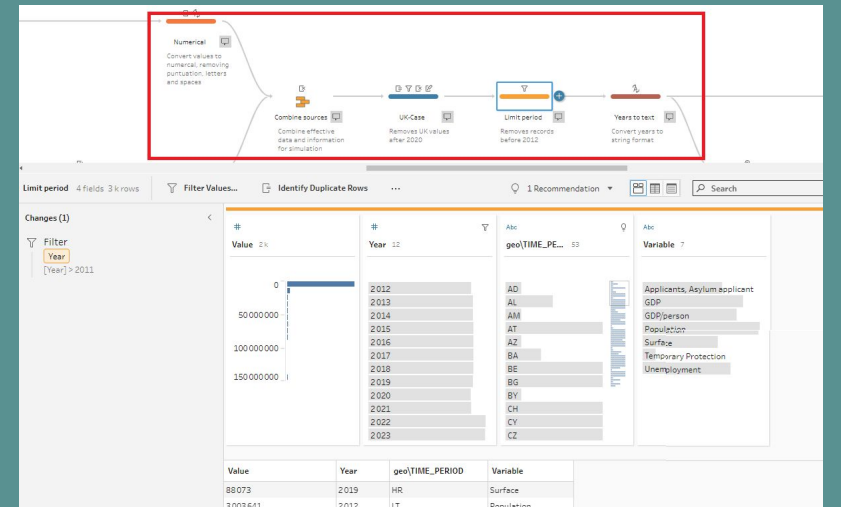 Numerical
Convert values to
numercal, removing
puntuation, letters
and spaces
Combine sources
Combine effective
data and information
for simulation
UK-Case
Removes UK values
after 2020
Limit period
Removes records
before 2012
Years to text
Convert years to
string format
Limit period 4 fields 3 k rows Filter Values... Identify Duplicate Rows ... 1 Recommendation Search
Changes (1)
Filter
Year
[Year] > 2011
# # Abc Abc
Value 2 k Year 12 geo\TIME_PE... 53 Variable 7
0
50 000 000
100 000 000
150 000 000
2012
2013
2014
2015
2016
2017
2018
2019
2020
2021
2022
2023
AD
AL
AM
AT
AZ
BA
BE
BG
BY
CH
CY
CZ
Applicants, Asylum applicant
GDP
GDP/person
Population
Surface
Temporary Protection
Unemployment
Value Year geo\TIME_PERIOD Variable
88073 2019 HR Surface
3003641 2012 LT Population